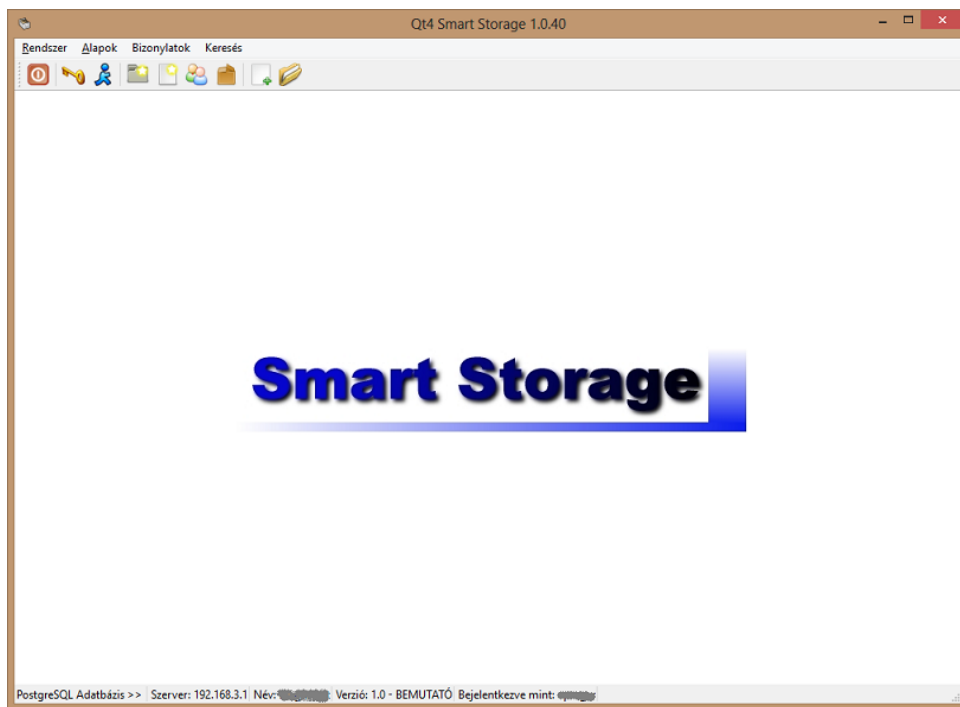 Qt4 Smart Storage 1.0.40
Rendszer Alapok Bizonylatok Keresés
Smart Storage
PostgreSQL Adatbázis >> Szerver: 192.168.3.1 Név: Verzió: 1.0 - BEMUTATÓ Bejelentkezve mint: